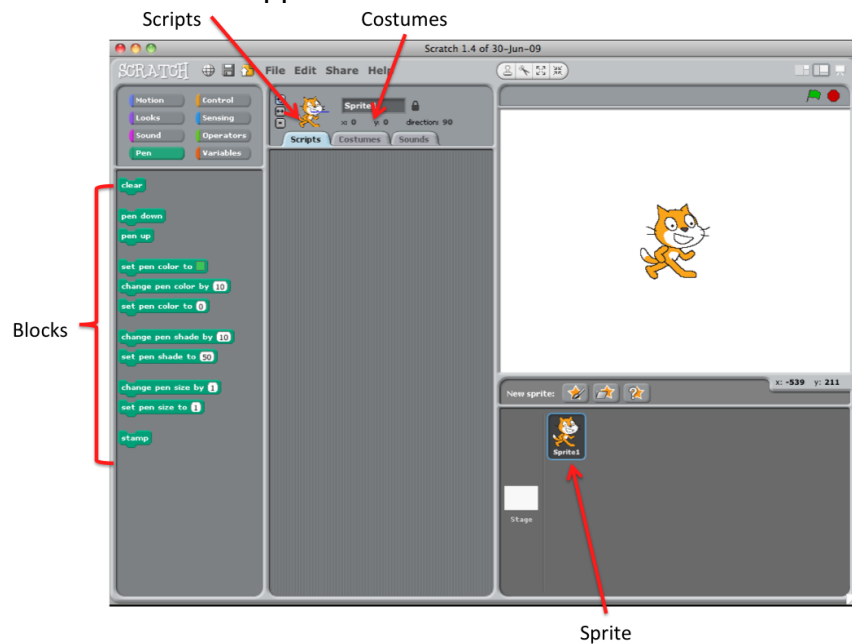 Scripts Costumes
Scratch 1.4 of 30-Jun-09
SCRATCH File Edit Share Help
Motion Control
Looks Sensing
Sound Operators
Pen Variables
Sprite1
x: 0 y: 0 direction: 90
Scripts Costumes Sounds
clear
pen down
pen up
set pen color to
change pen color by 10
set pen color to 0
change pen shade by 10
set pen shade to 50
change pen size by 1
set pen size to 1
stamp
Blocks
x: -539 y: 211
New sprite:
Sprite1
Stage
Sprite